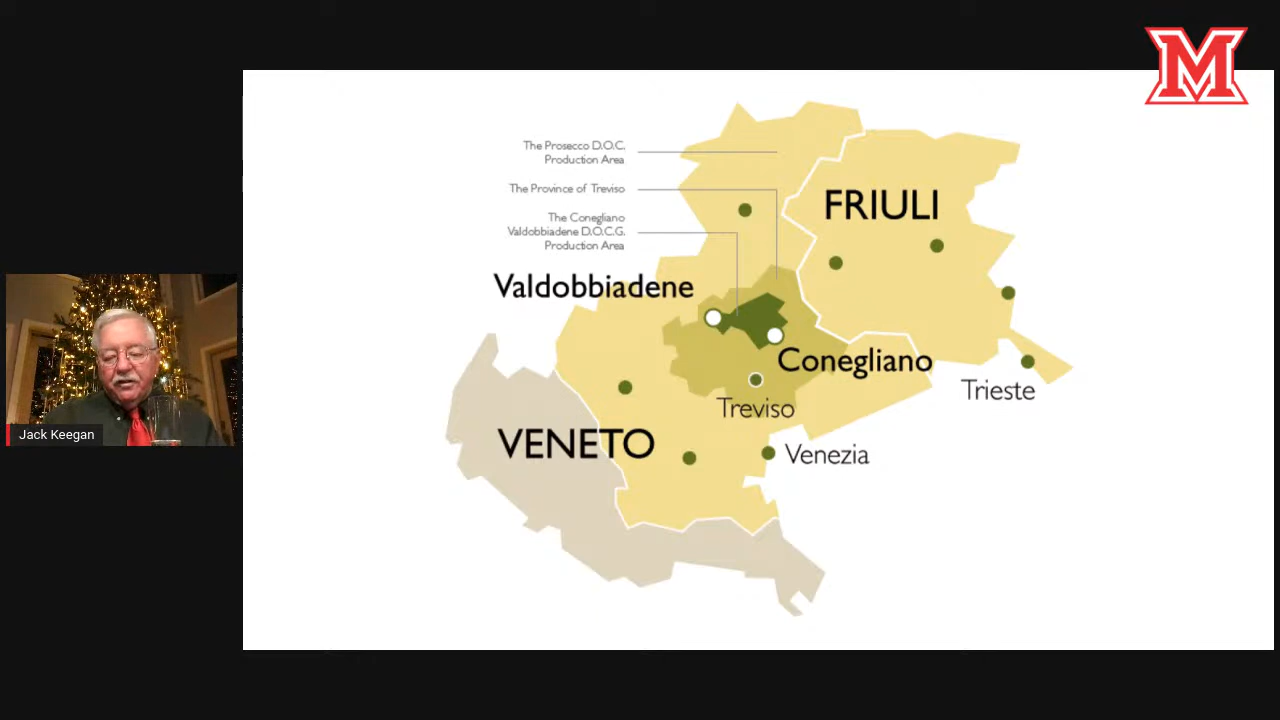 M
The Prosecco D.O.C.
Production Area
The Province of Treviso
The Conegliano
Valdobbiadene D.O.C.G.
Production Area
FRIULI
Valdobbiadene
Conegliano
Trieste
Treviso
VENETO
Venezia
Jack Keegan